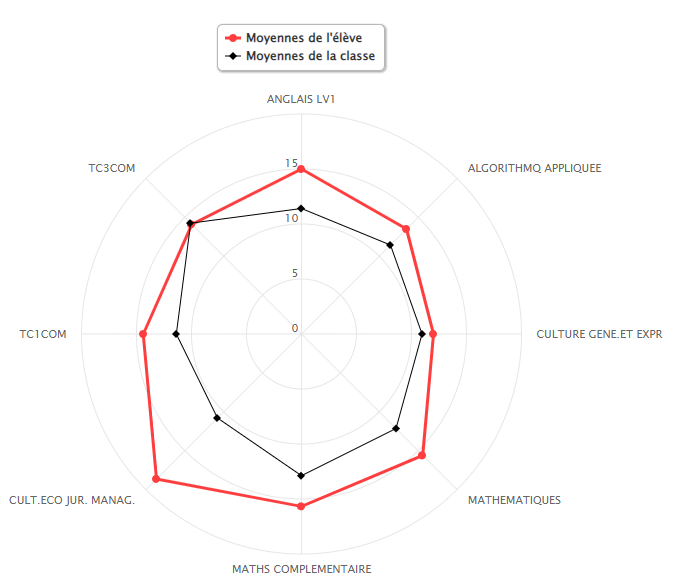 Moyennes de l'élève
Moyennes de la classe
ANGLAIS LV1
TC3COM
15
ALGORITHMQ APPLIQUEE
10
5
TC1COM
0
CULTURE GENE.ET EXPR
CULT.ECO JUR. MANAG.
MATHEMATIQUES
MATHS COMPLEMENTAIRE